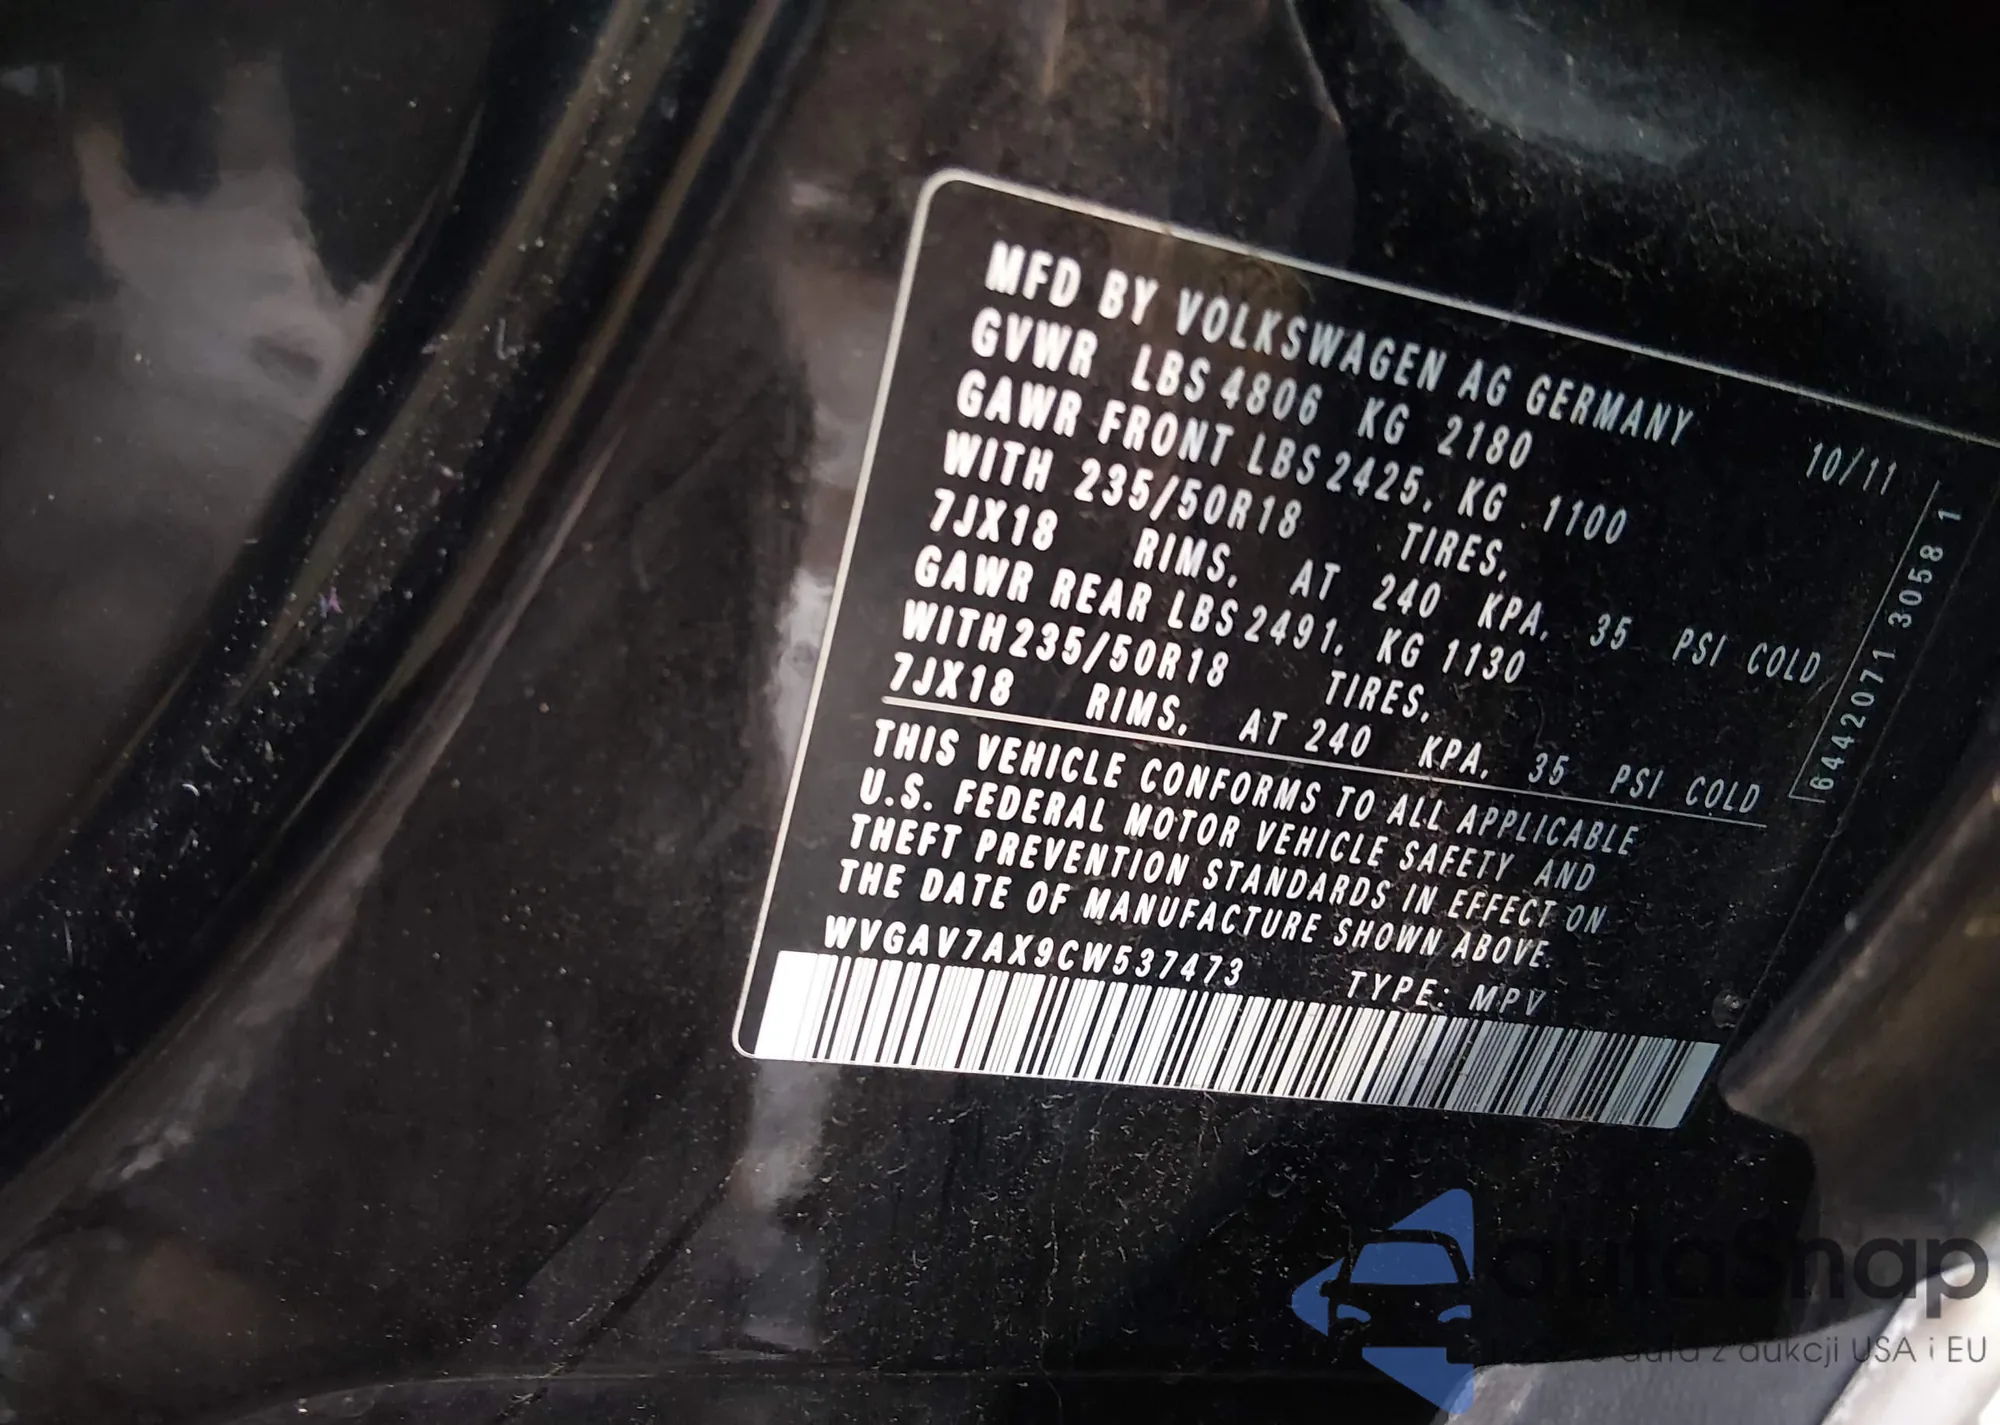 MFD BY VOLKSWAGEN AG GERMANY 10/11
GVWR LBS 4806 KG 2180
GAWR FRONT LBS 2425, KG 1100
WITH 235/50R18 TIRES,
7JX18 RIMS, AT 240 KPA, 35 PSI COLD
GAWR REAR LBS 2491, KG 1130
WITH 235/50R18 TIRES,
7JX18 RIMS, AT 240 KPA, 35 PSI COLD
THIS VEHICLE CONFORMS TO ALL APPLICABLE
U.S. FEDERAL MOTOR VEHICLE SAFETY AND
THEFT PREVENTION STANDARDS IN EFFECT ON
THE DATE OF MANUFACTURE SHOWN ABOVE.
WVGAV7AX9CW537473 TYPE: MPV
6442071 3058 1
autaSnap
auta z aukcji USA i EU